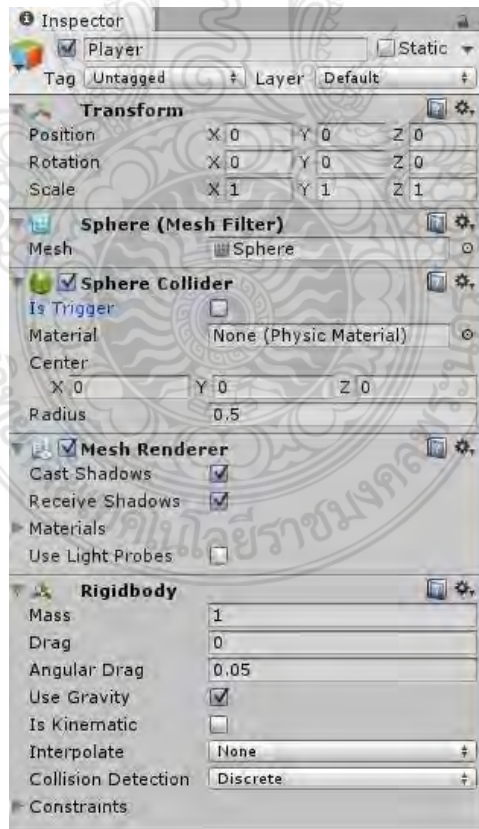 Inspector
Player Static
Tag Untagged Layer Default
Transform
Position X 0 Y 0 Z 0
Rotation X 0 Y 0 Z 0
Scale X 1 Y 1 Z 1
Sphere (Mesh Filter)
Mesh Sphere
Sphere Collider
Is Trigger
Material None (Physic Material)
Center
X 0 Y 0 Z 0
Radius 0.5
Mesh Renderer
Cast Shadows
Receive Shadows
Materials
Use Light Probes
Rigidbody
Mass 1
Drag 0
Angular Drag 0.05
Use Gravity
Is Kinematic
Interpolate None
Collision Detection Discrete
Constraints